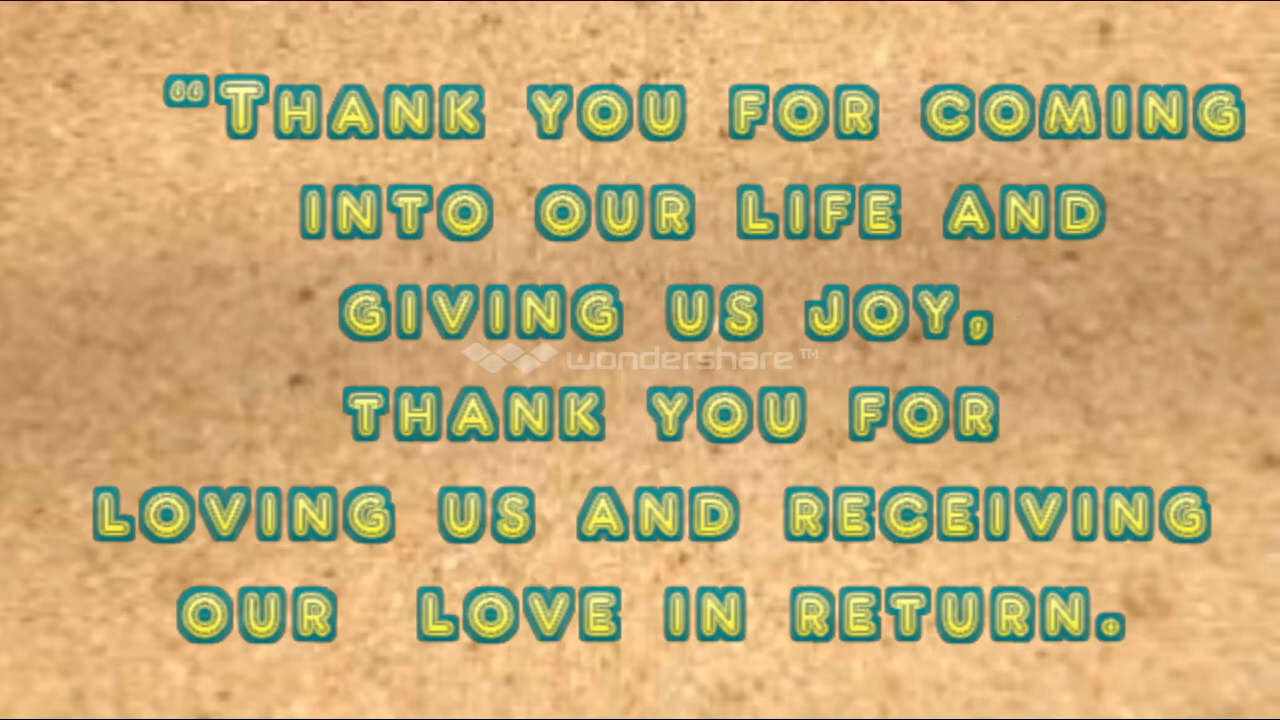 “Thank you for coming
into our life and
giving us joy,
wondershare™
thank you for
loving us and receiving
our love in return.